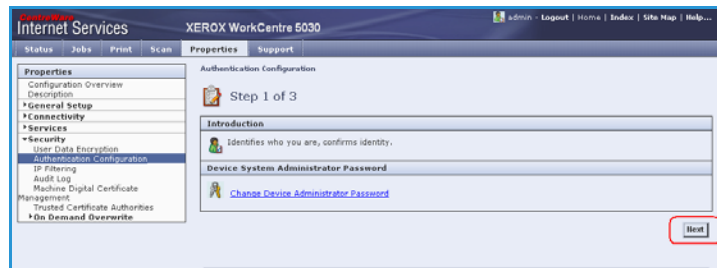 CentreWare
Internet Services
XEROX WorkCentre 5030
admin - Logout | Home | Index | Site Map | Help...
Status Jobs Print Scan Properties Support
Properties
Configuration Overview
Description
General Setup
Connectivity
Services
Security
User Data Encryption
Authentication Configuration
IP Filtering
Audit Log
Machine Digital Certificate
Management
Trusted Certificate Authorities
On Demand Overwrite
Authentication Configuration
Step 1 of 3
Introduction
Identifies who you are, confirms identity.
Device System Administrator Password
Change Device Administrator Password
Next